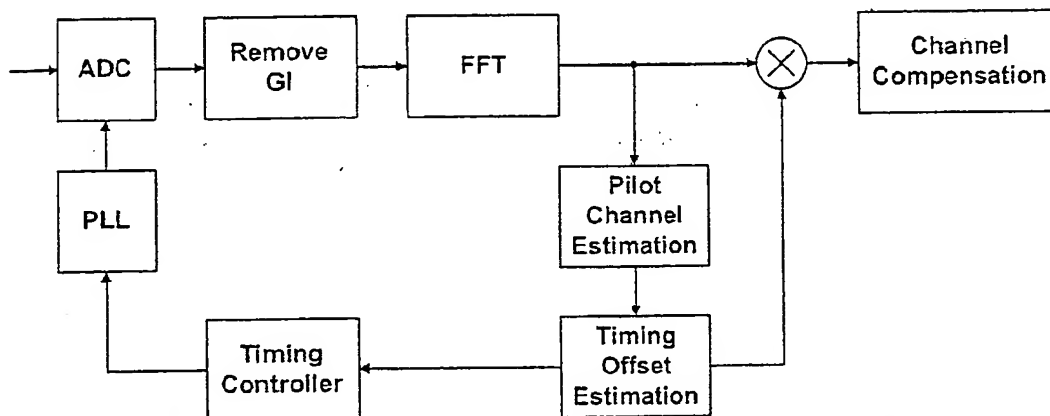 ADC
Remove
GI
FFT
Channel
Compensation
PLL
Pilot
Channel
Estimation
Timing
Controller
Timing
Offset
Estimation